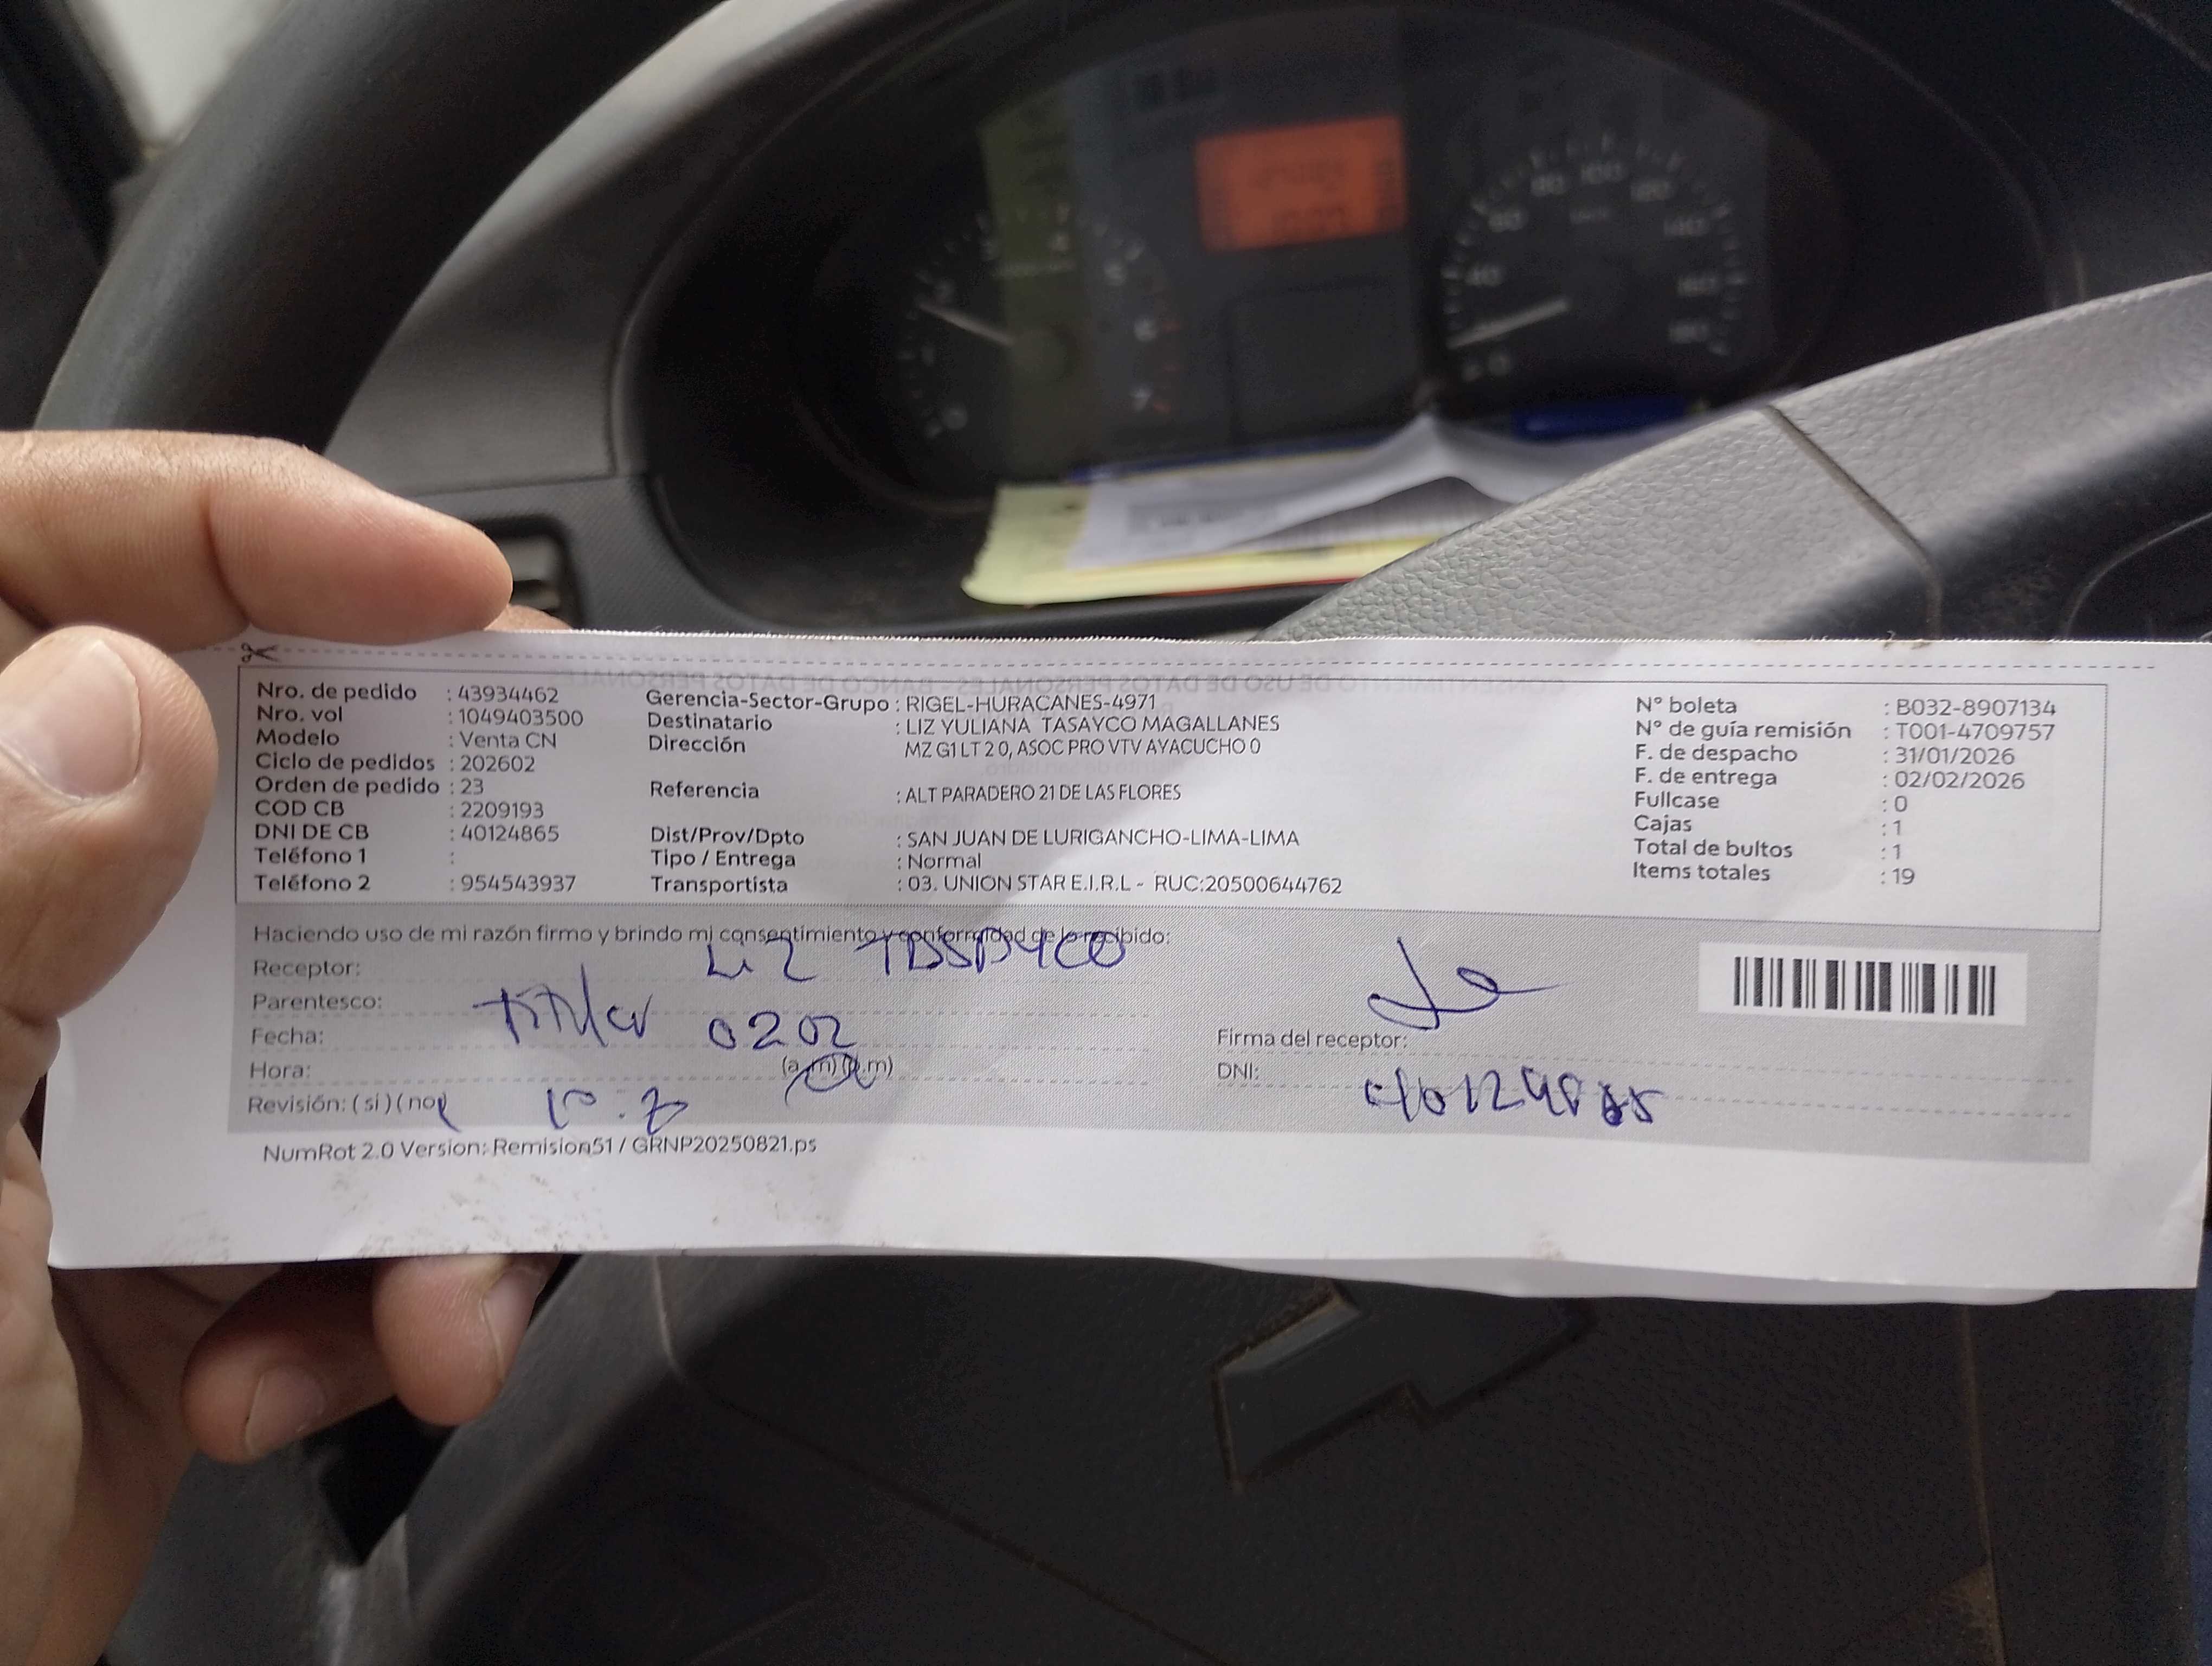 Nro. de pedido : 43934462
Nro. vol : 1049403500
Modelo : Venta CN
Ciclo de pedidos : 202602
Orden de pedido : 23
COD CB : 2209193
DNI DE CB : 40124865
Teléfono 1 :
Teléfono 2 : 954543937
Gerencia-Sector-Grupo : RIGEL-HURACANES-4971
Destinatario : LIZ YULIANA TASAYCO MAGALLANES
Dirección MZ G1 LT 2 0, ASOC PRO VTV AYACUCHO 0
Referencia : ALT PARADERO 21 DE LAS FLORES
Dist/Prov/Dpto : SAN JUAN DE LURIGANCHO-LIMA-LIMA
Tipo / Entrega : Normal
Transportista : 03. UNION STAR E.I.R.L - RUC:20500644762
N° boleta : B032-8907134
N° de guía remisión : T001-4709757
F. de despacho : 31/01/2026
F. de entrega : 02/02/2026
Fullcase : 0
Cajas : 1
Total de bultos : 1
Items totales : 19
Haciendo uso de mi razón firmo y brindo mi consentimiento y conformidad de lo recibido:
Receptor: Liz TASAYCO
Parentesco: Titular
Fecha: 02 02
Hora: (a.m) (p.m)
Revisión: ( si ) ( no)
Firma del receptor:
DNI:
NumRot 2.0 Version: Remision51 / GRNP20250821.ps